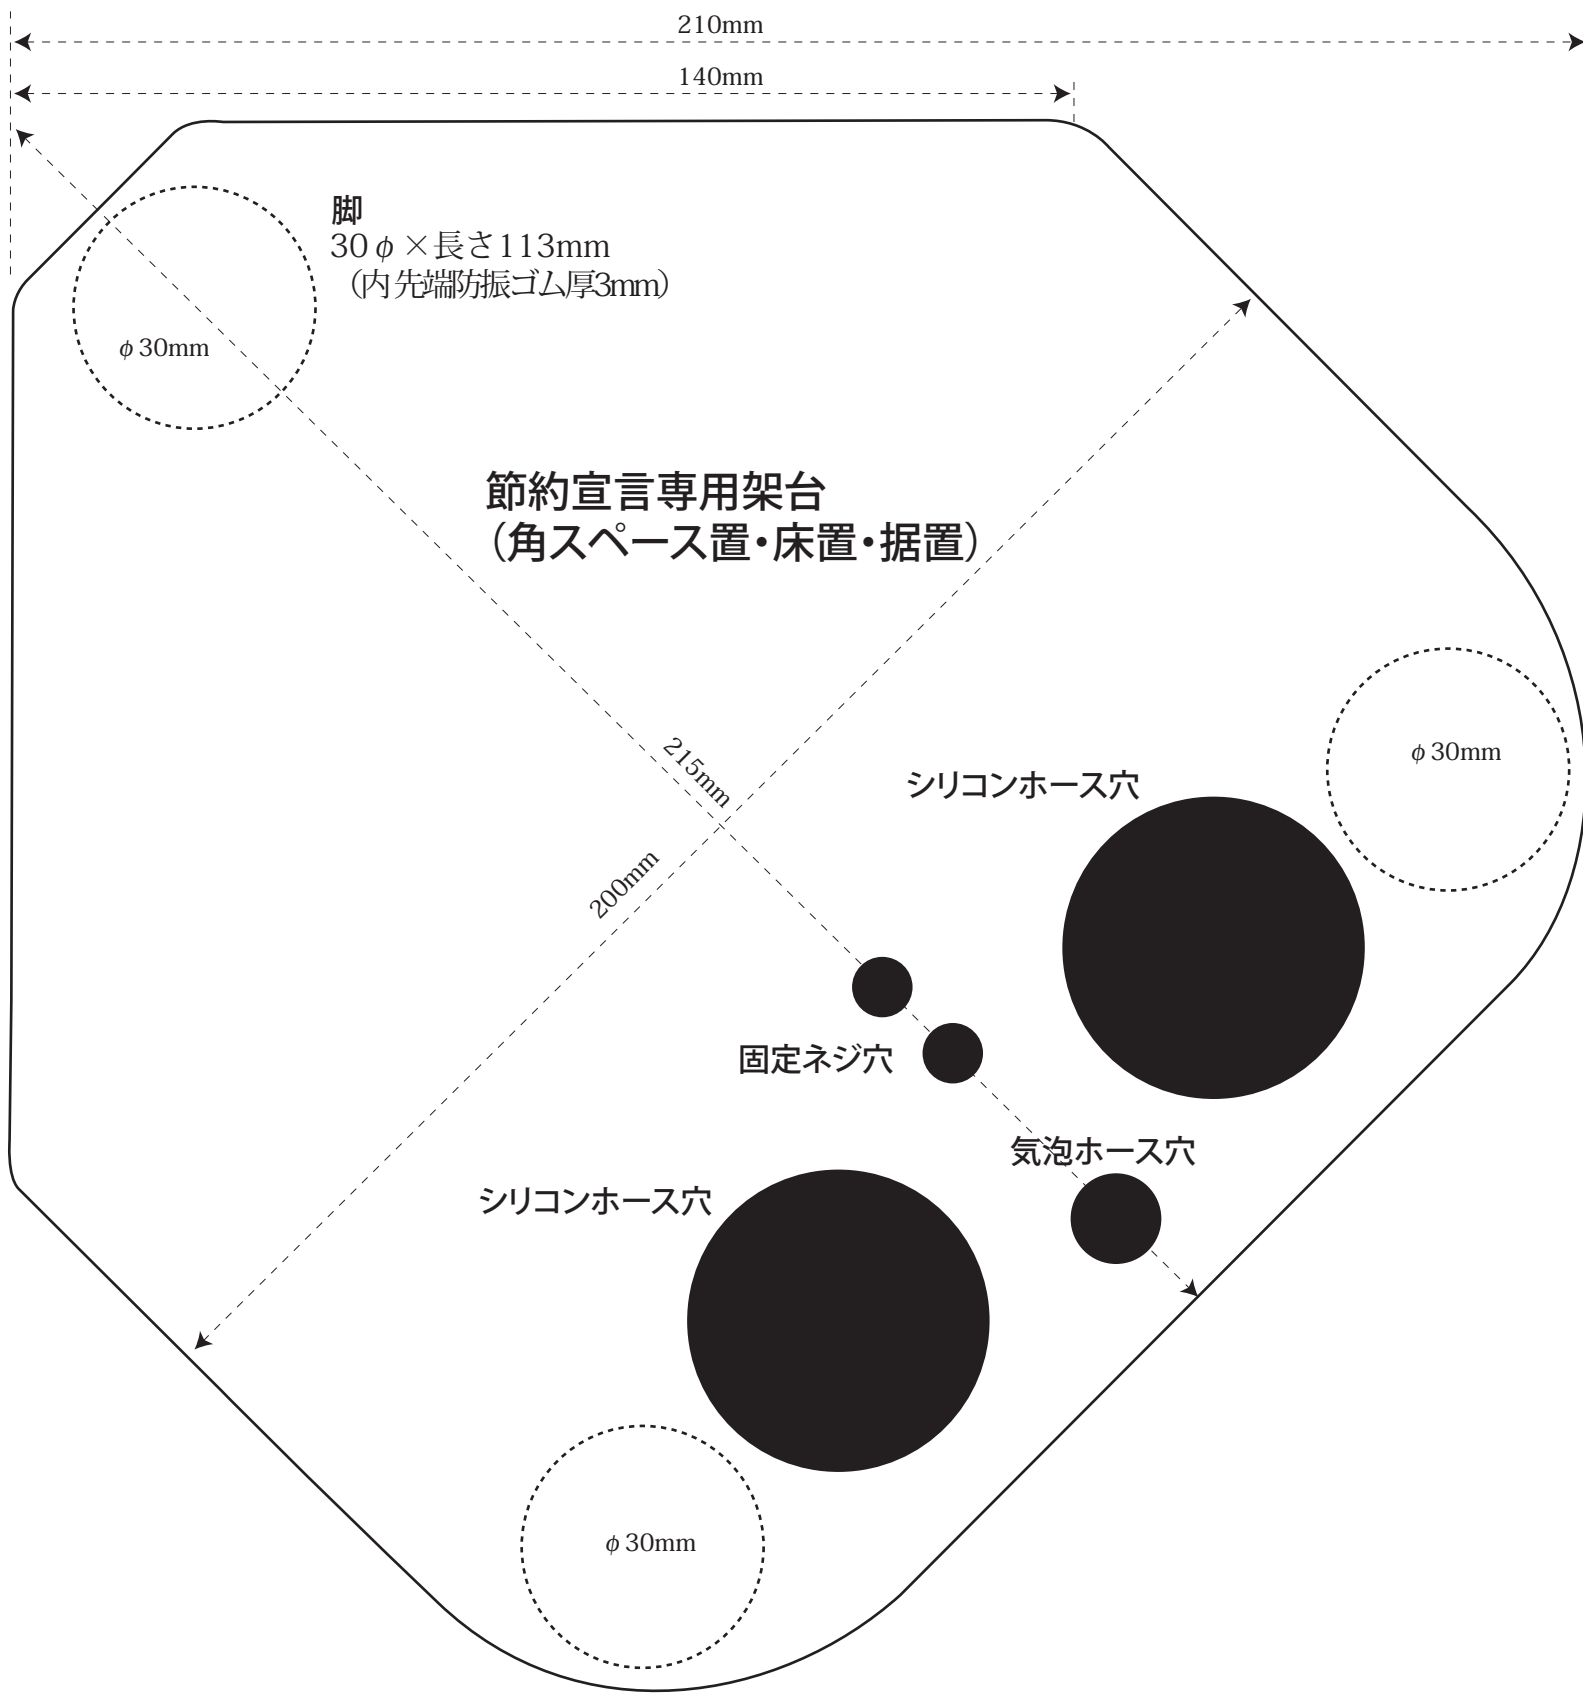 210mm
140mm
脚
30φ×長さ113mm
（内先端防振ゴム厚3mm）
φ30mm
節約宣言専用架台
（角スペース置・床置・据置）
215mm
200mm
φ30mm
シリコンホース穴
固定ネジ穴
気泡ホース穴
シリコンホース穴
φ30mm